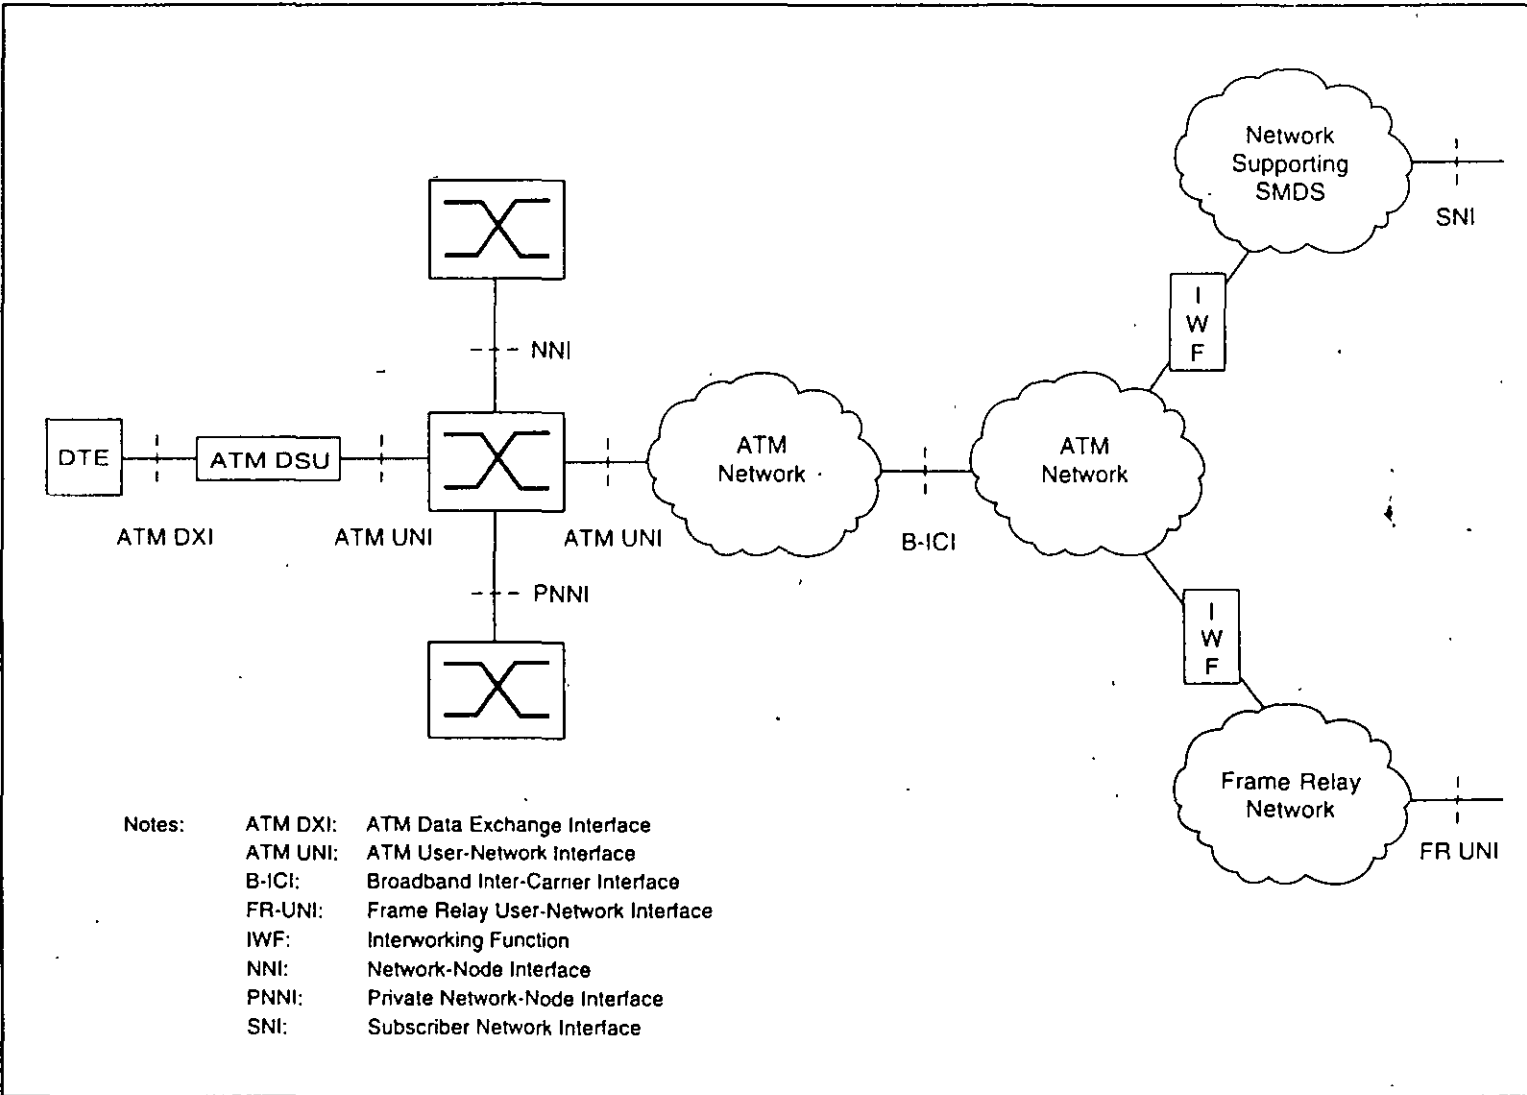 Network
Supporting
SMDS
SNI
I
W
F
NNI
DTE
ATM DSU
ATM
Network
ATM
Network
ATM DXI
ATM UNI
ATM UNI
B-ICI
PNNI
I
W
F
Frame Relay
Network
FR UNI
Notes: ATM DXI: ATM Data Exchange Interface
ATM UNI: ATM User-Network Interface
B-ICI: Broadband Inter-Carrier Interface
FR-UNI: Frame Relay User-Network Interface
IWF: Interworking Function
NNI: Network-Node Interface
PNNI: Private Network-Node Interface
SNI: Subscriber Network Interface